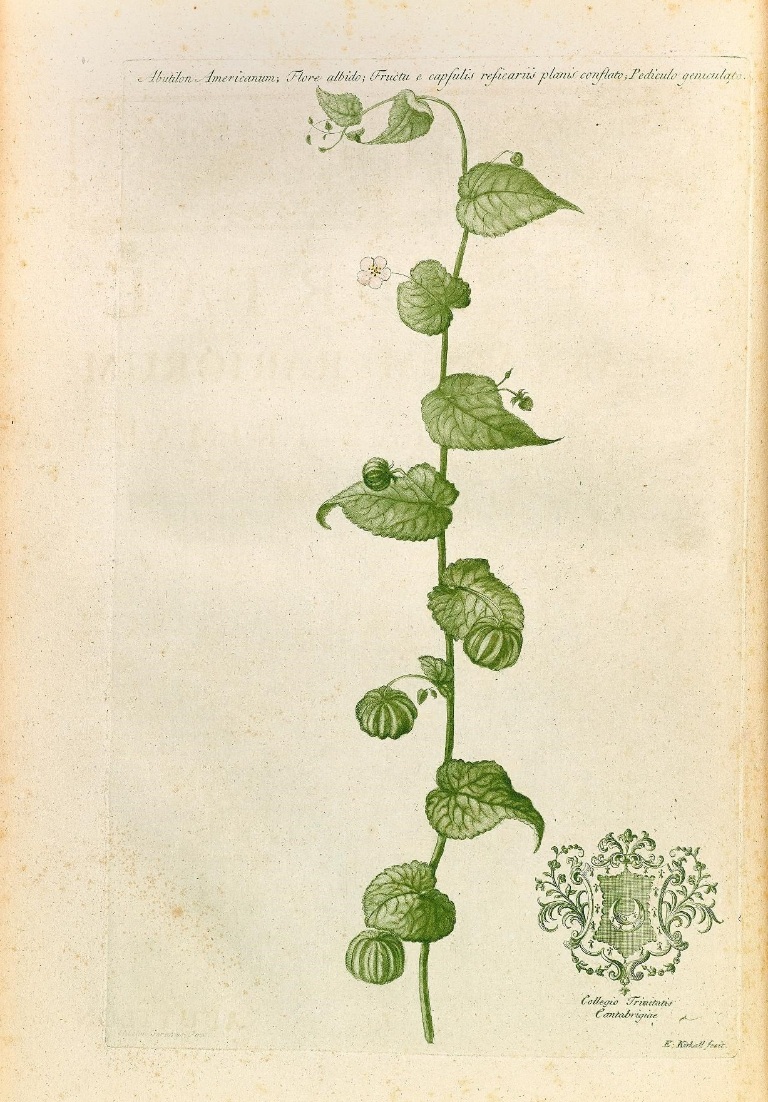 Abutilon Americanum; Flore albido; Fructu e capsulis vesicariis planis conflato; Pediculo geniculato.
Collegio Trinitatis
Cantabrigiae
E. Kirkall fecit.